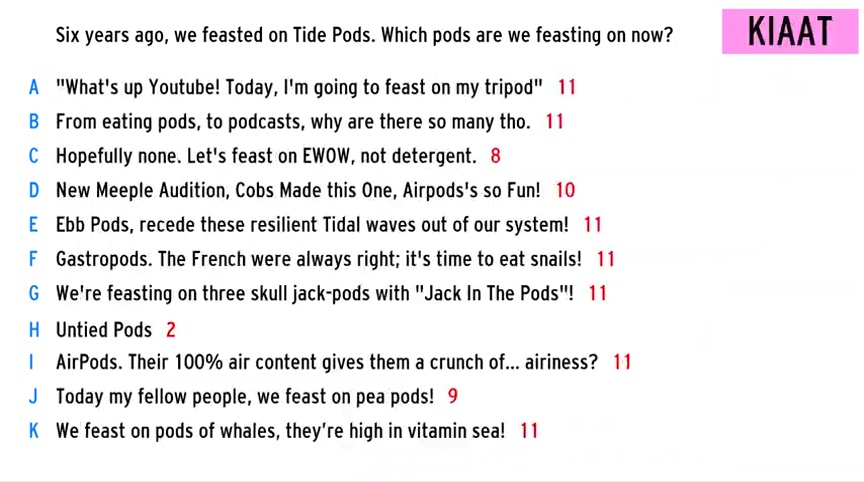 Six years ago, we feasted on Tide Pods. Which pods are we feasting on now?
KIAAT
A "What's up Youtube! Today, I'm going to feast on my tripod" 11
B From eating pods, to podcasts, why are there so many tho. 11
C Hopefully none. Let's feast on EWOW, not detergent. 8
D New Meeple Audition, Cobs Made this One, Airpods's so Fun! 10
E Ebb Pods, recede these resilient Tidal waves out of our system! 11
F Gastropods. The French were always right; it's time to eat snails! 11
G We're feasting on three skull jack-pods with "Jack In The Pods"! 11
H Untied Pods 2
I AirPods. Their 100% air content gives them a crunch of... airiness? 11
J Today my fellow people, we feast on pea pods! 9
K We feast on pods of whales, they're high in vitamin sea! 11